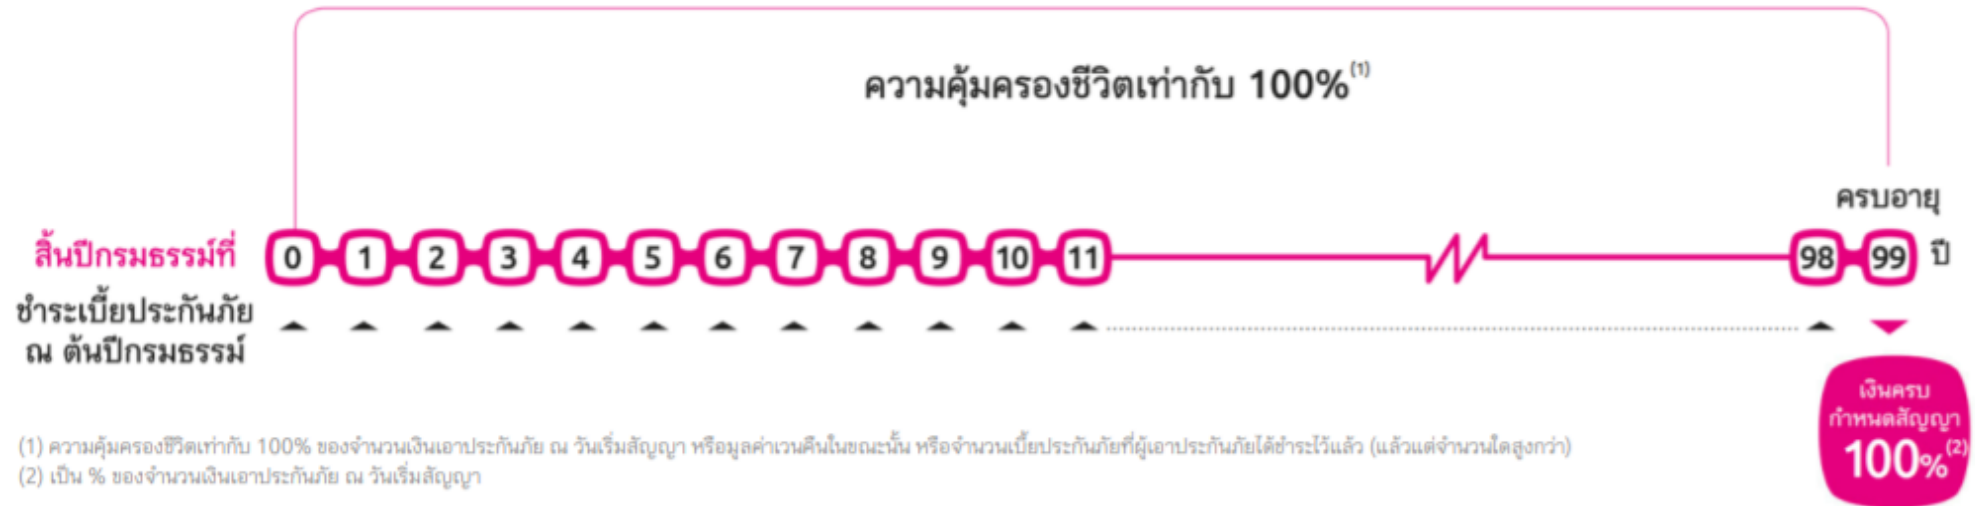 ความคุ้มครองชีวิตเท่ากับ 100%(1)
ครบอายุ
สิ้นปีกรมธรรม์ที่ 0 1 2 3 4 5 6 7 8 9 10 11 98 99 ปี
ชำระเบี้ยประกันภัย
ณ ต้นปีกรมธรรม์
เงินครบ
กำหนดสัญญา
100%(2)
(1) ความคุ้มครองชีวิตเท่ากับ 100% ของจำนวนเงินเอาประกันภัย ณ วันเริ่มสัญญา หรือมูลค่าเวนคืนในขณะนั้น หรือจำนวนเบี้ยประกันภัยที่ผู้เอาประกันภัยได้ชำระไว้แล้ว (แล้วแต่จำนวนใดสูงกว่า)
(2) เป็น % ของจำนวนเงินเอาประกันภัย ณ วันเริ่มสัญญา